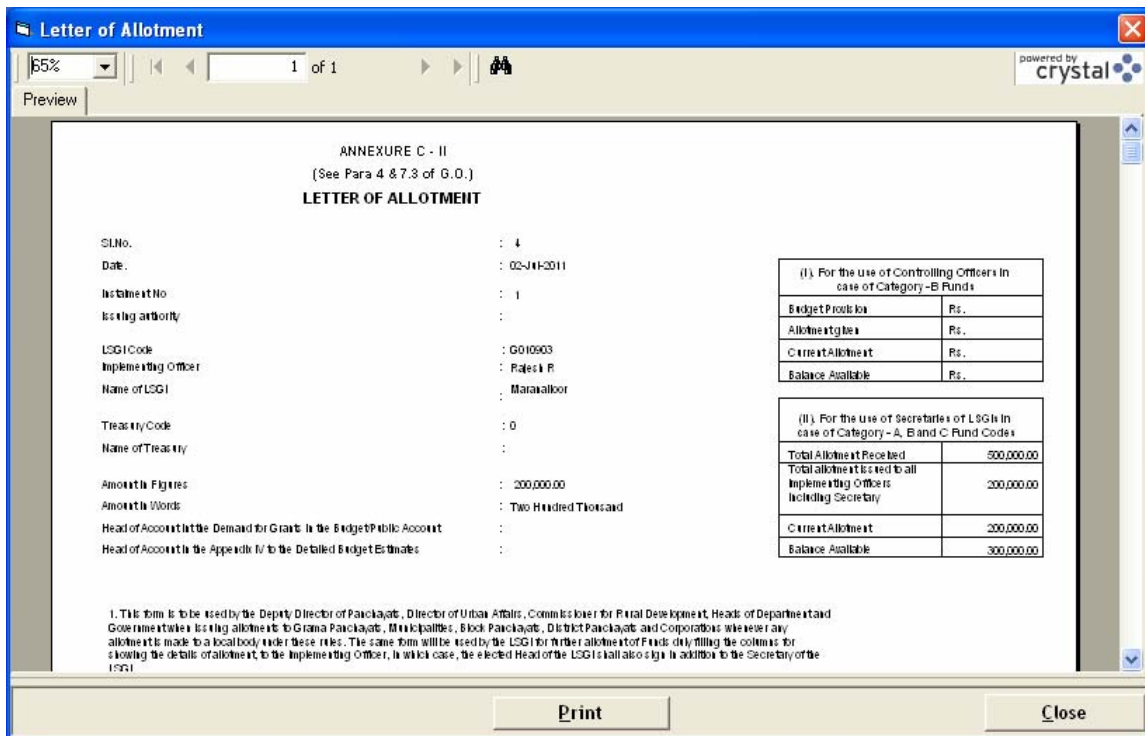 Letter of Allotment
65% 1 of 1 powered by crystal
Preview
ANNEXURE C - II
(See Para 4 & 7.3 of G.O.)
LETTER OF ALLOTMENT
Sl.No. : 4
Date. : 02-Jul-2011
Instalment No : 1
Issuing authority :
LSGI Code : G010903
Implementing Officer : Rajesh R
Name of LSGI : Maranalloor
Treasury Code : 0
Name of Treasury :
Amount in Figures : 200,000.00
Amount in Words : Two Hundred Thousand
Head of Account in the Demand for Grants in the Budget/Public Account :
Head of Account in the Appendix IV to the Detailed Budget Estimates :
(I). For the use of Controlling Officers in
case of Category -B Funds
Budget Provision Rs.
Allotment given Rs.
Current Allotment Rs.
Balance Available Rs.
(II). For the use of Secretaries of LSGIs in
case of Category - A, B and C Fund Codes
Total Allotment Received 500,000.00
Total allotment issued to all
Implementing Officers 200,000.00
Including Secretary
Current Allotment 200,000.00
Balance Available 300,000.00
1. This form is to be used by the Deputy Director of Panchayats, Director of Urban Affairs, Commissioner for Rural Development, Heads of Department and
Government when issuing allotments to Grama Panchayats, Municipalities, Block Panchayats, District Panchayats and Corporations whenever any
allotment is made to a local body under these rules. The same form will be used by the LSGI for further allotment of Funds duly filling the columns for
showing the details of allotment, to the Implementing Officer, in which case, the elected Head of the LSGI shall also sign in addition to the Secretary of the
LSGI
Print Close